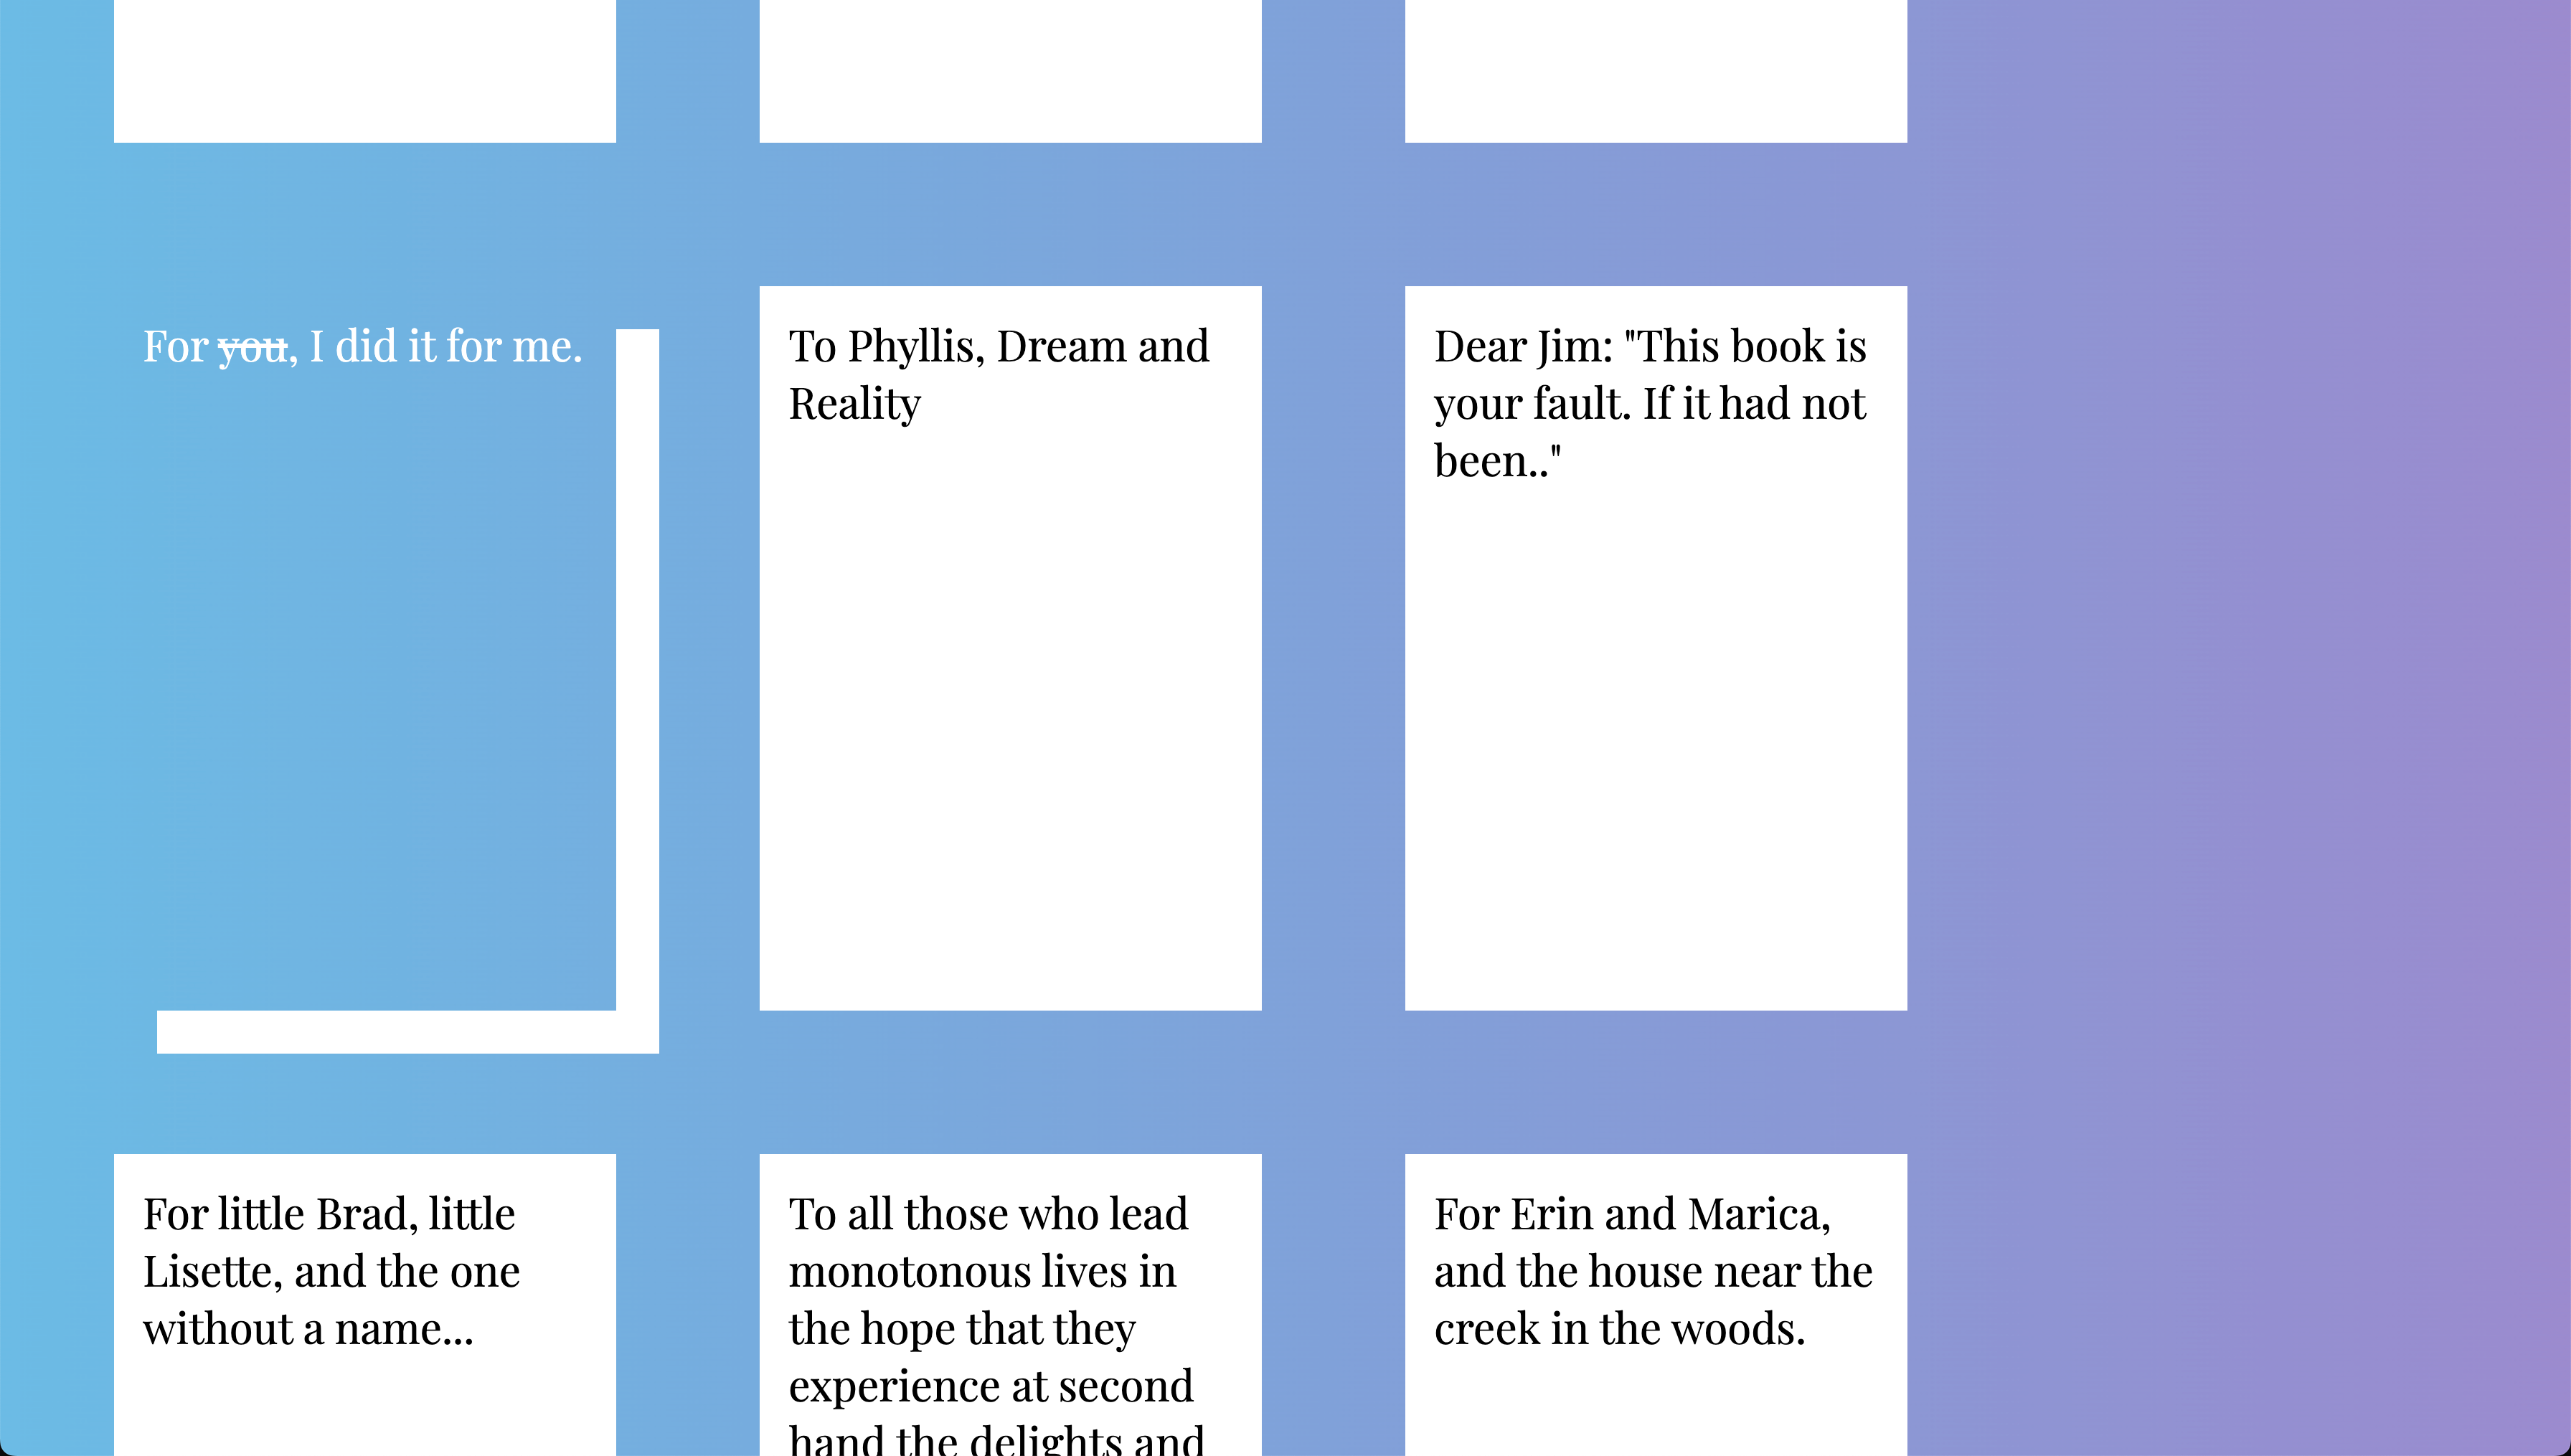 For you, I did it for me.
To Phyllis, Dream and
Reality
Dear Jim: "This book is
your fault. If it had not
been.."
For little Brad, little
Lisette, and the one
without a name...
To all those who lead
monotonous lives in
the hope that they
experience at second
hand the delights and
For Erin and Marica,
and the house near the
creek in the woods.